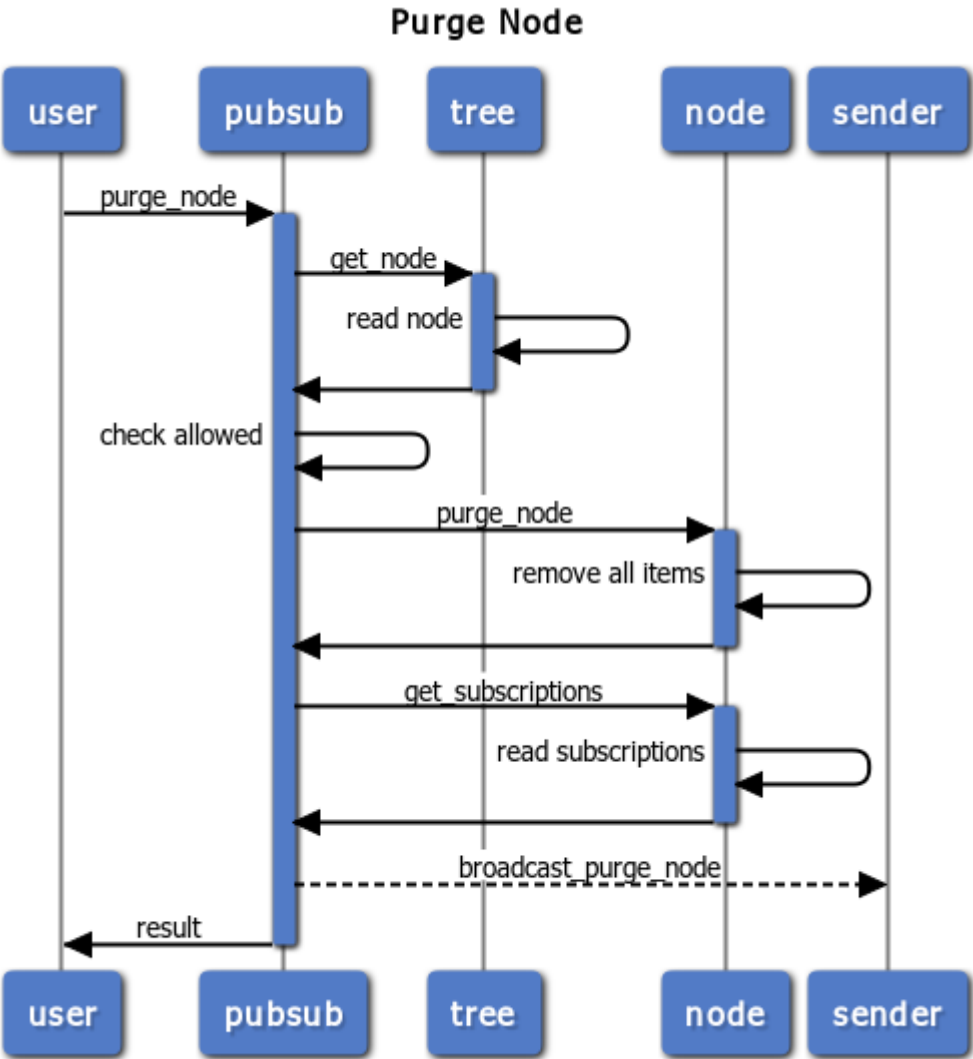 Purge Node
user pubsub tree node sender
purge_node
get_node
read node
check allowed
purge_node
remove all items
get_subscriptions
read subscriptions
broadcast_purge_node
result
user pubsub tree node sender